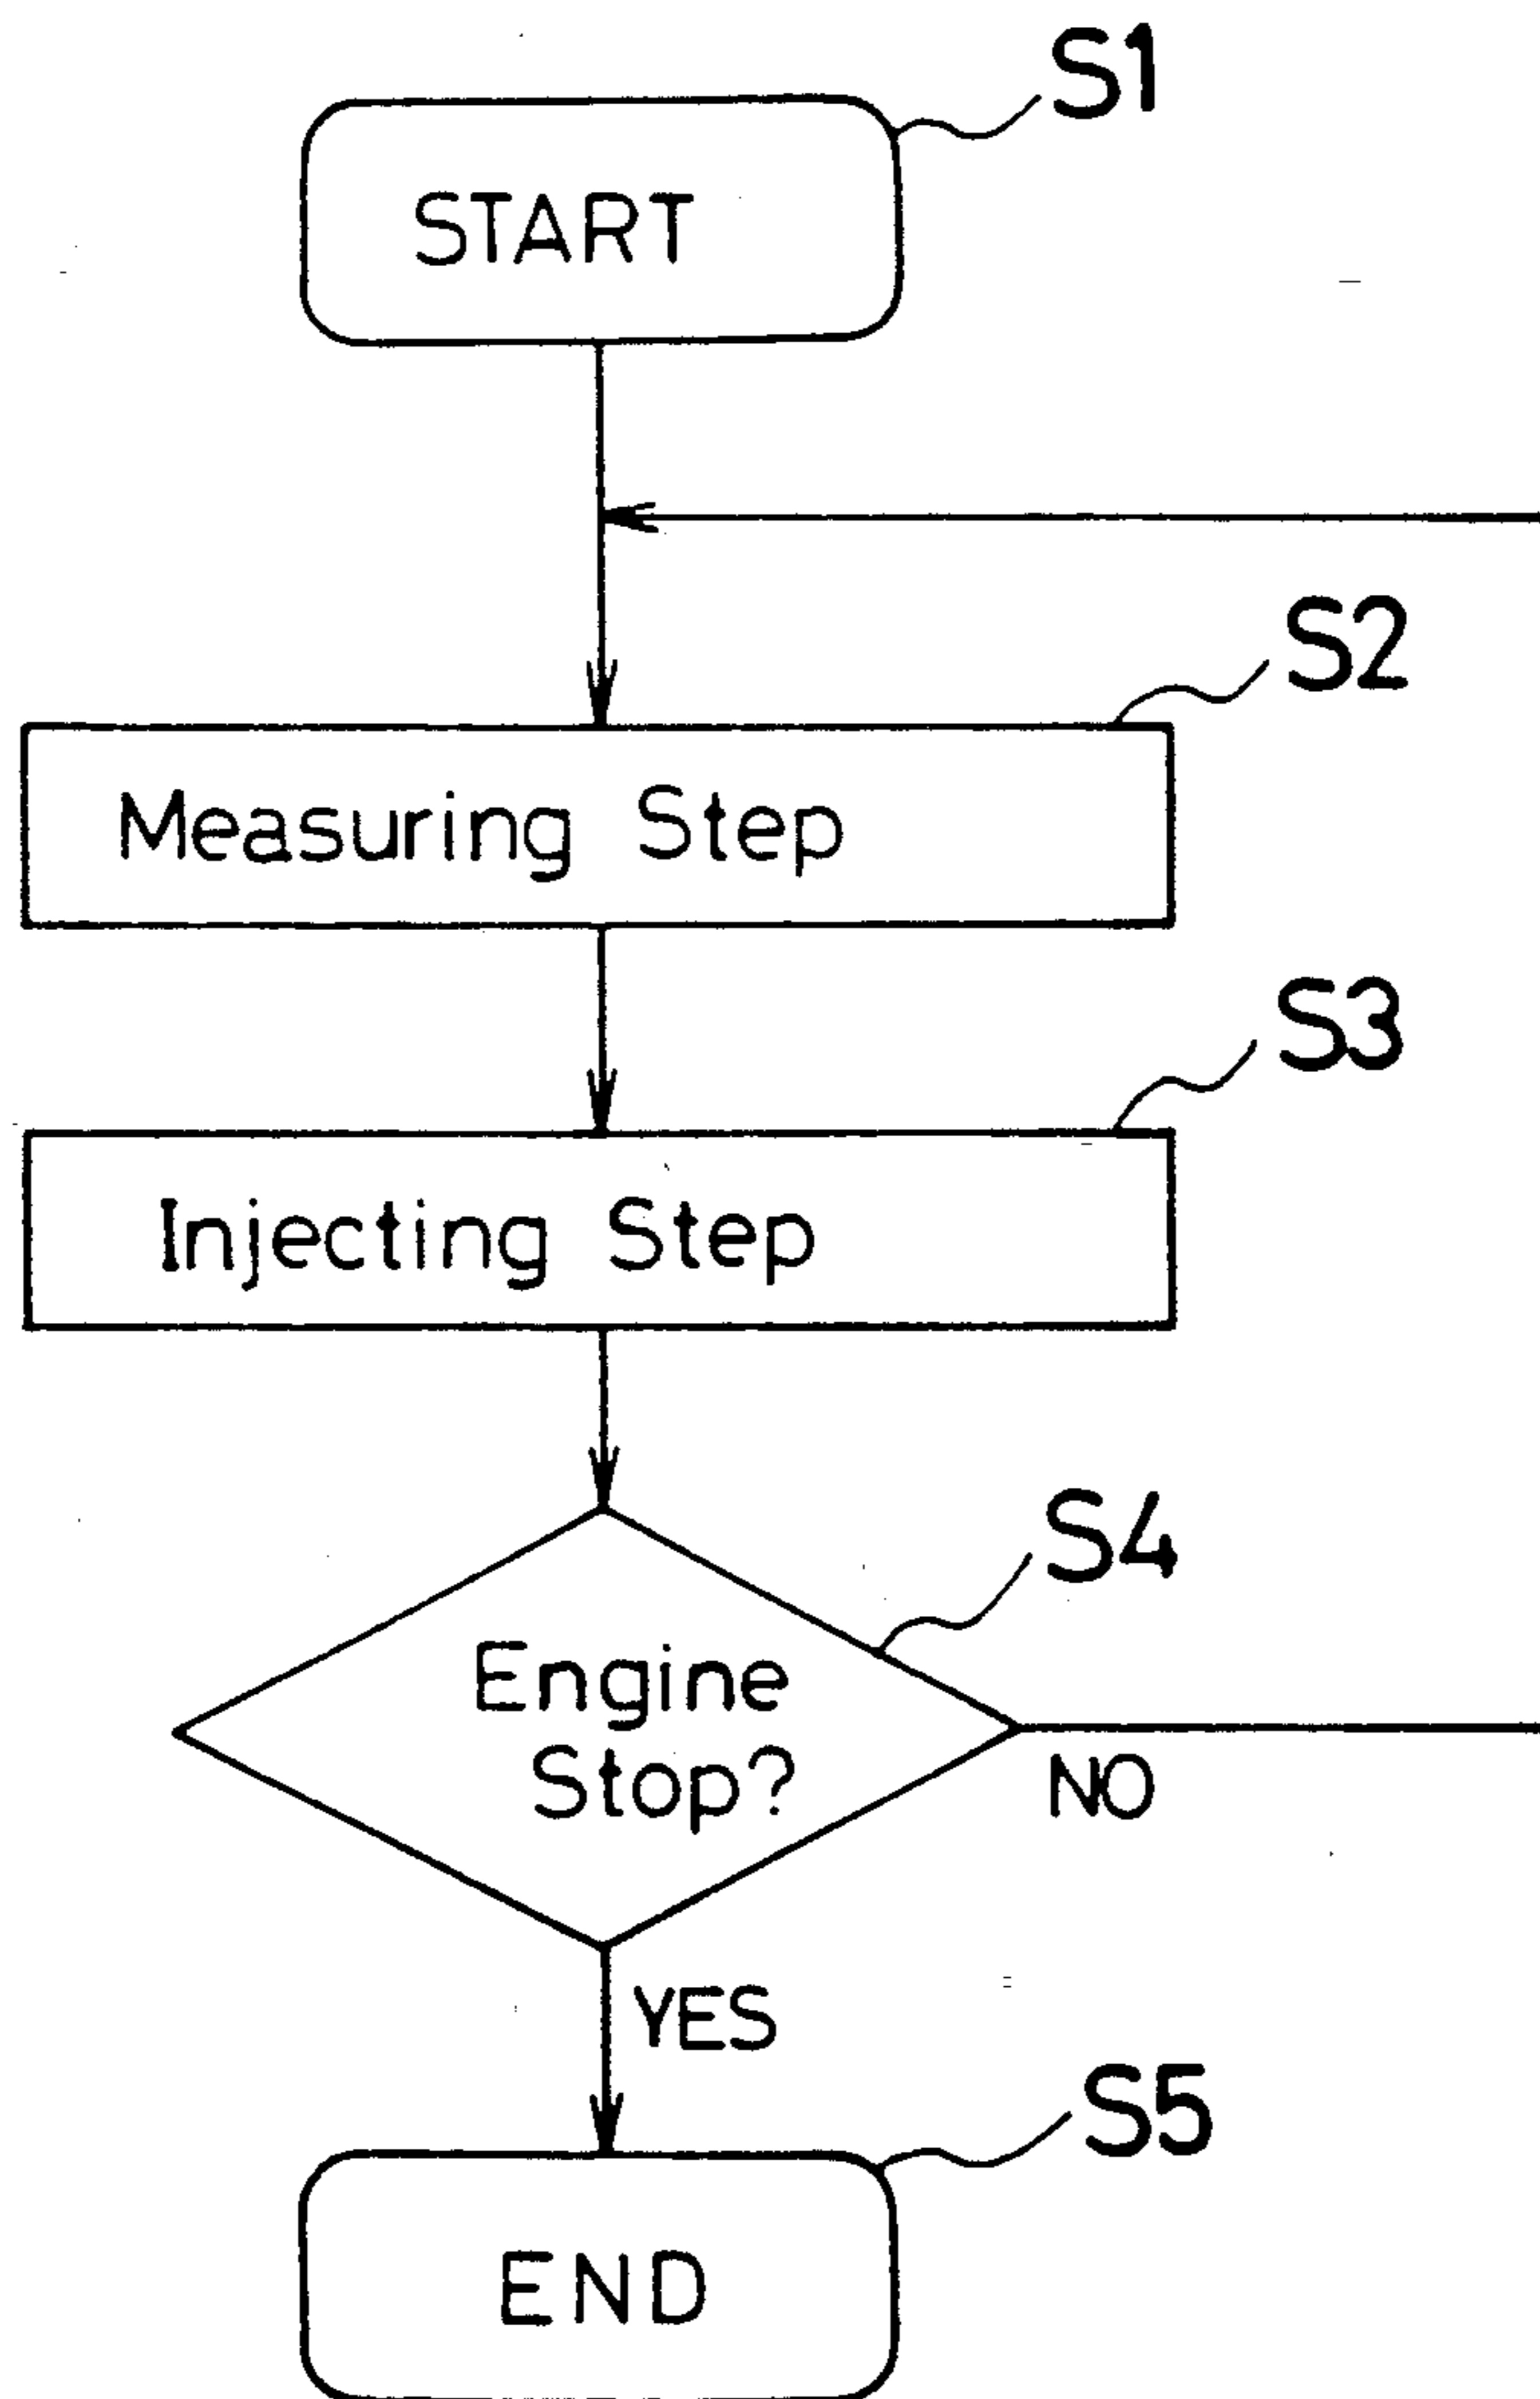 S1
START
S2
Measuring Step
S3
Injecting Step
S4
Engine
Stop?
NO
YES
S5
END